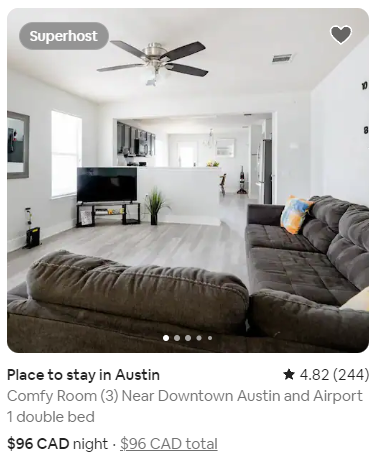 Superhost
Place to stay in Austin
4.82 (244)
Comfy Room (3) Near Downtown Austin and Airport
1 double bed
$96 CAD night · $96 CAD total